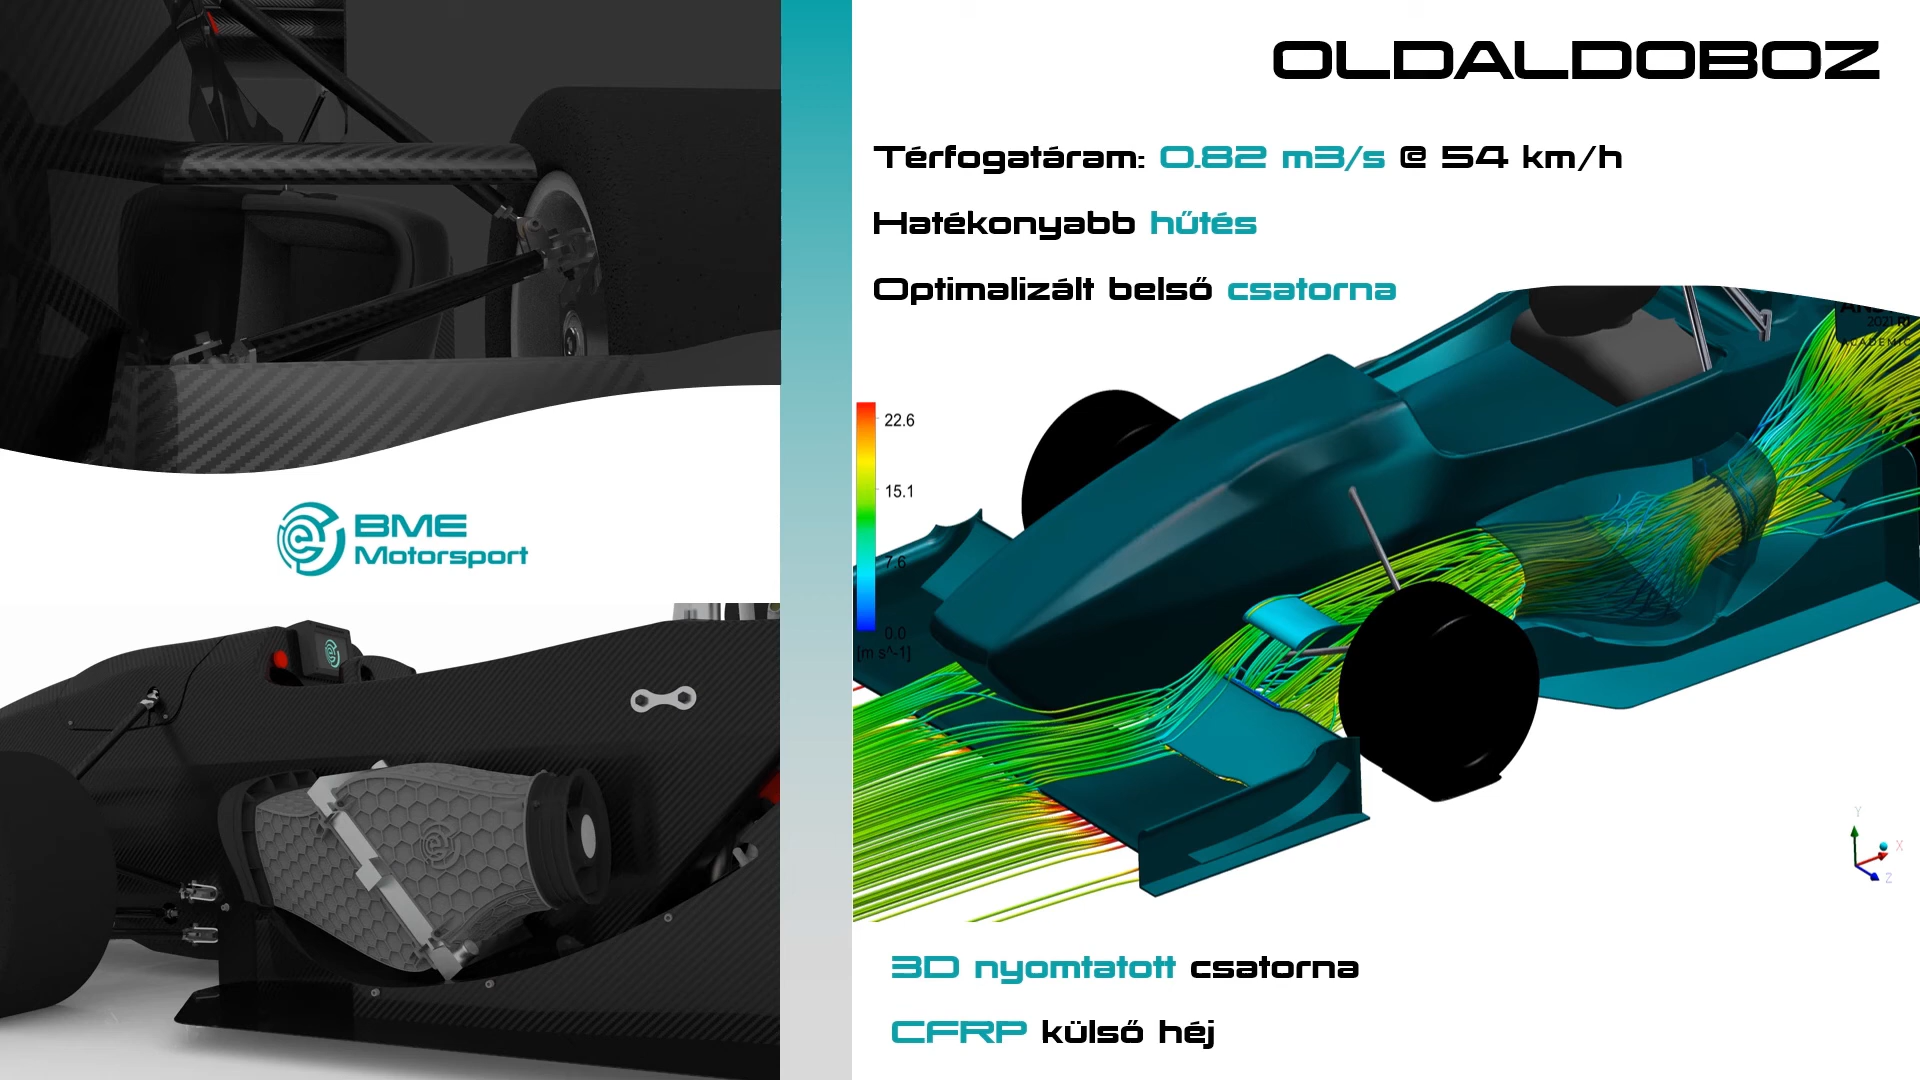 OLDALDOBOZ
Térfogatáram: 0.82 m3/s @ 54 km/h
Hatékonyabb hűtés
Optimalizált belső csatorna
2021 R
22.6
15.1
7.6
0.0
[m s^-1]
BME
Motorsport
Y
X
Z
3D nyomtatott csatorna
CFRP külső héj